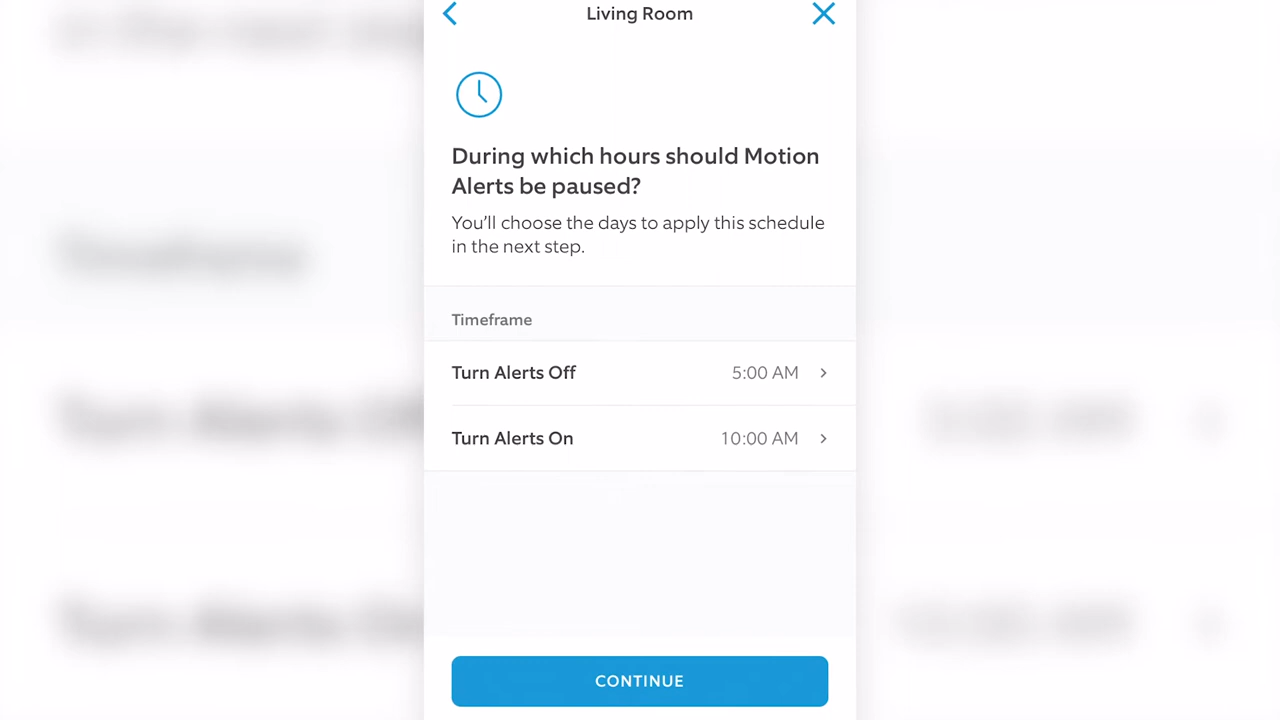 Living Room
During which hours should Motion
Alerts be paused?
You'll choose the days to apply this schedule
in the next step.
Timeframe
Turn Alerts Off 5:00 AM
Turn Alerts On 10:00 AM
CONTINUE